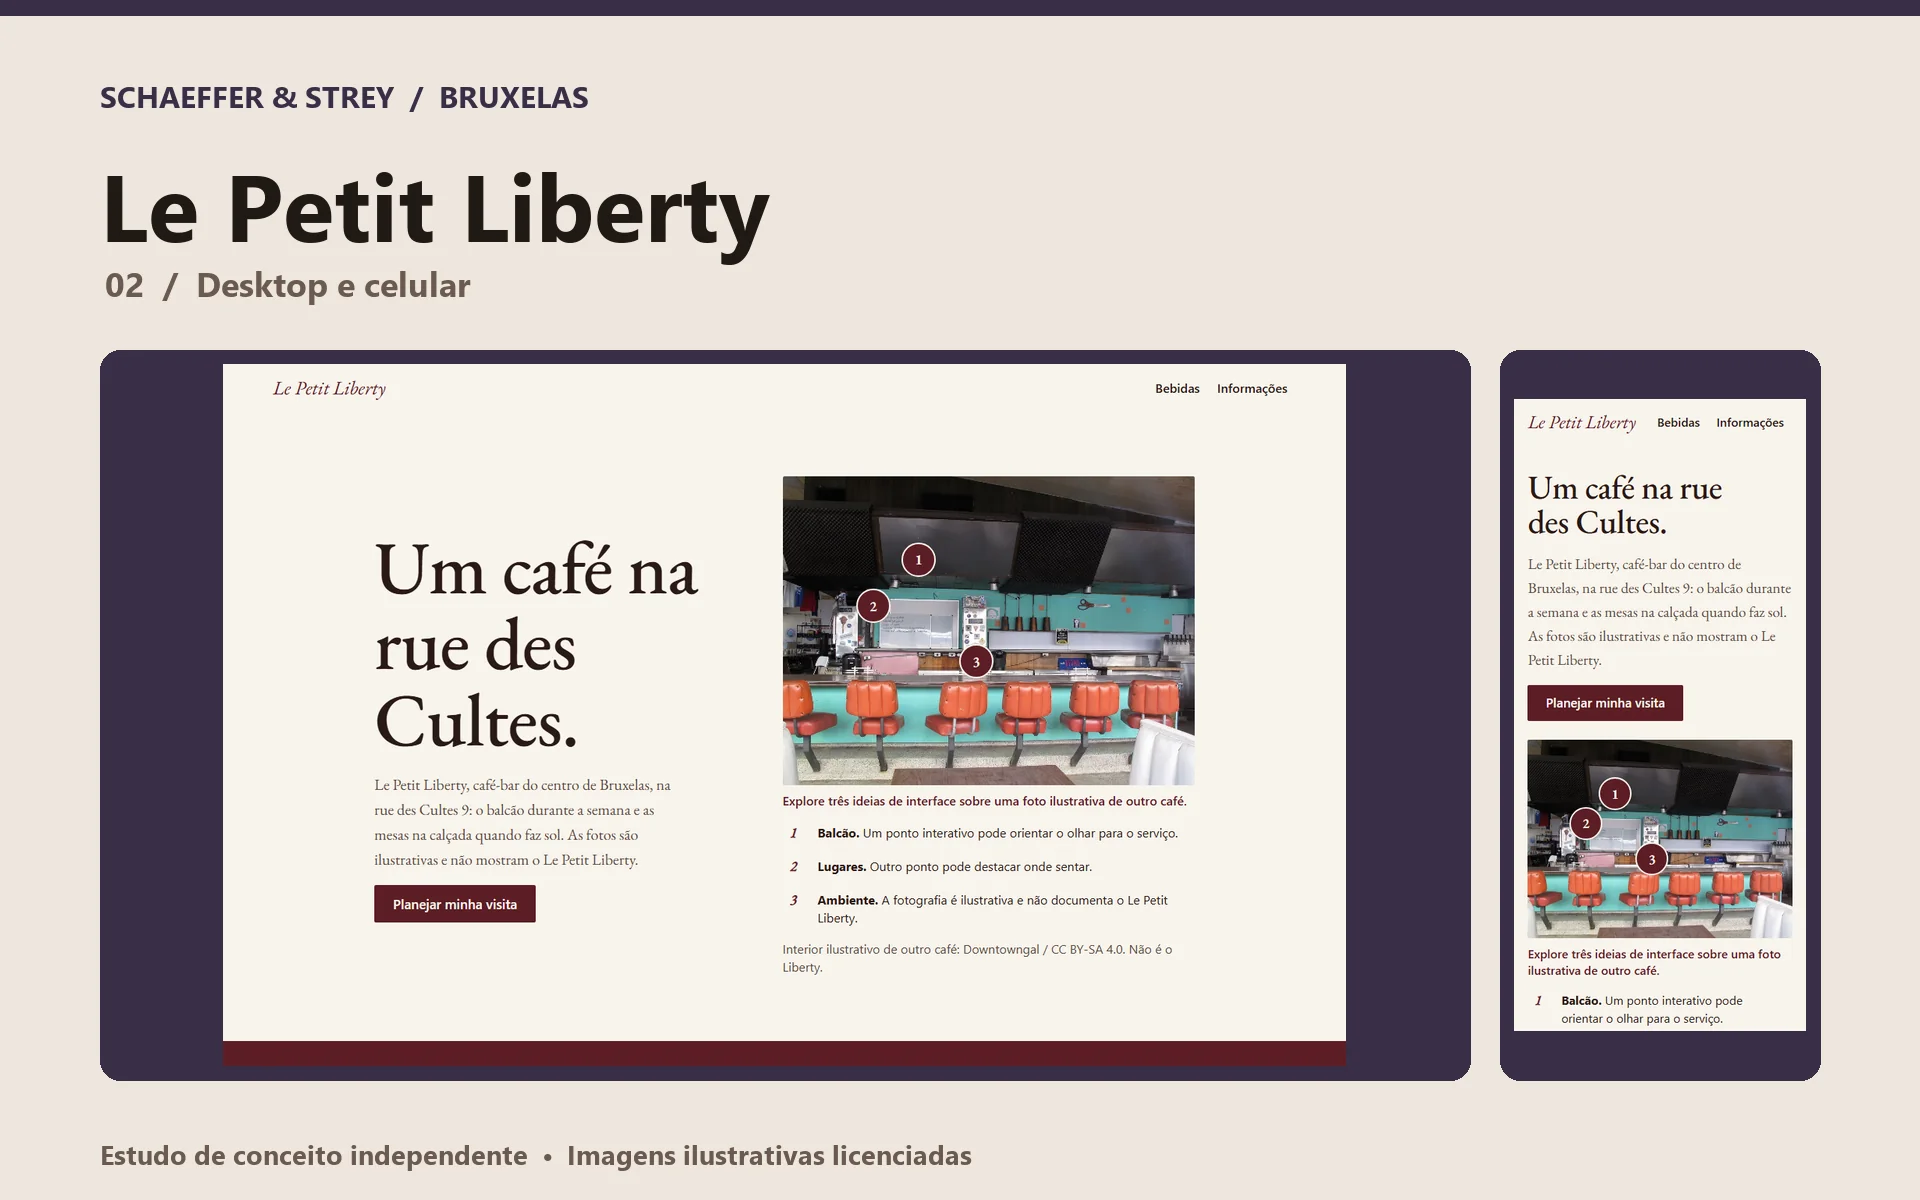 SCHAEFFER & STREY / BRUXELAS
Le Petit Liberty
02 / Desktop e celular
Le Petit Liberty
Bebidas Informações
Um café na
rue des
Cultes.
Le Petit Liberty, café-bar do centro de Bruxelas, na
rue des Cultes 9: o balcão durante a semana e as
mesas na calçada quando faz sol. As fotos são
ilustrativas e não mostram o Le Petit Liberty.
Planejar minha visita
1
2
3
Explore três ideias de interface sobre uma foto ilustrativa de outro café.
1 Balcão. Um ponto interativo pode orientar o olhar para o serviço.
2 Lugares. Outro ponto pode destacar onde sentar.
3 Ambiente. A fotografia é ilustrativa e não documenta o Le Petit
Liberty.
Interior ilustrativo de outro café: Downtowngal / CC BY-SA 4.0. Não é o
Liberty.
Le Petit Liberty Bebidas Informações
Um café na rue
des Cultes.
Le Petit Liberty, café-bar do centro de
Bruxelas, na rue des Cultes 9: o balcão durante
a semana e as mesas na calçada quando faz sol.
As fotos são ilustrativas e não mostram o Le
Petit Liberty.
Planejar minha visita
1
2
3
Explore três ideias de interface sobre uma foto
ilustrativa de outro café.
1 Balcão. Um ponto interativo pode
orientar o olhar para o serviço.
Estudo de conceito independente • Imagens ilustrativas licenciadas